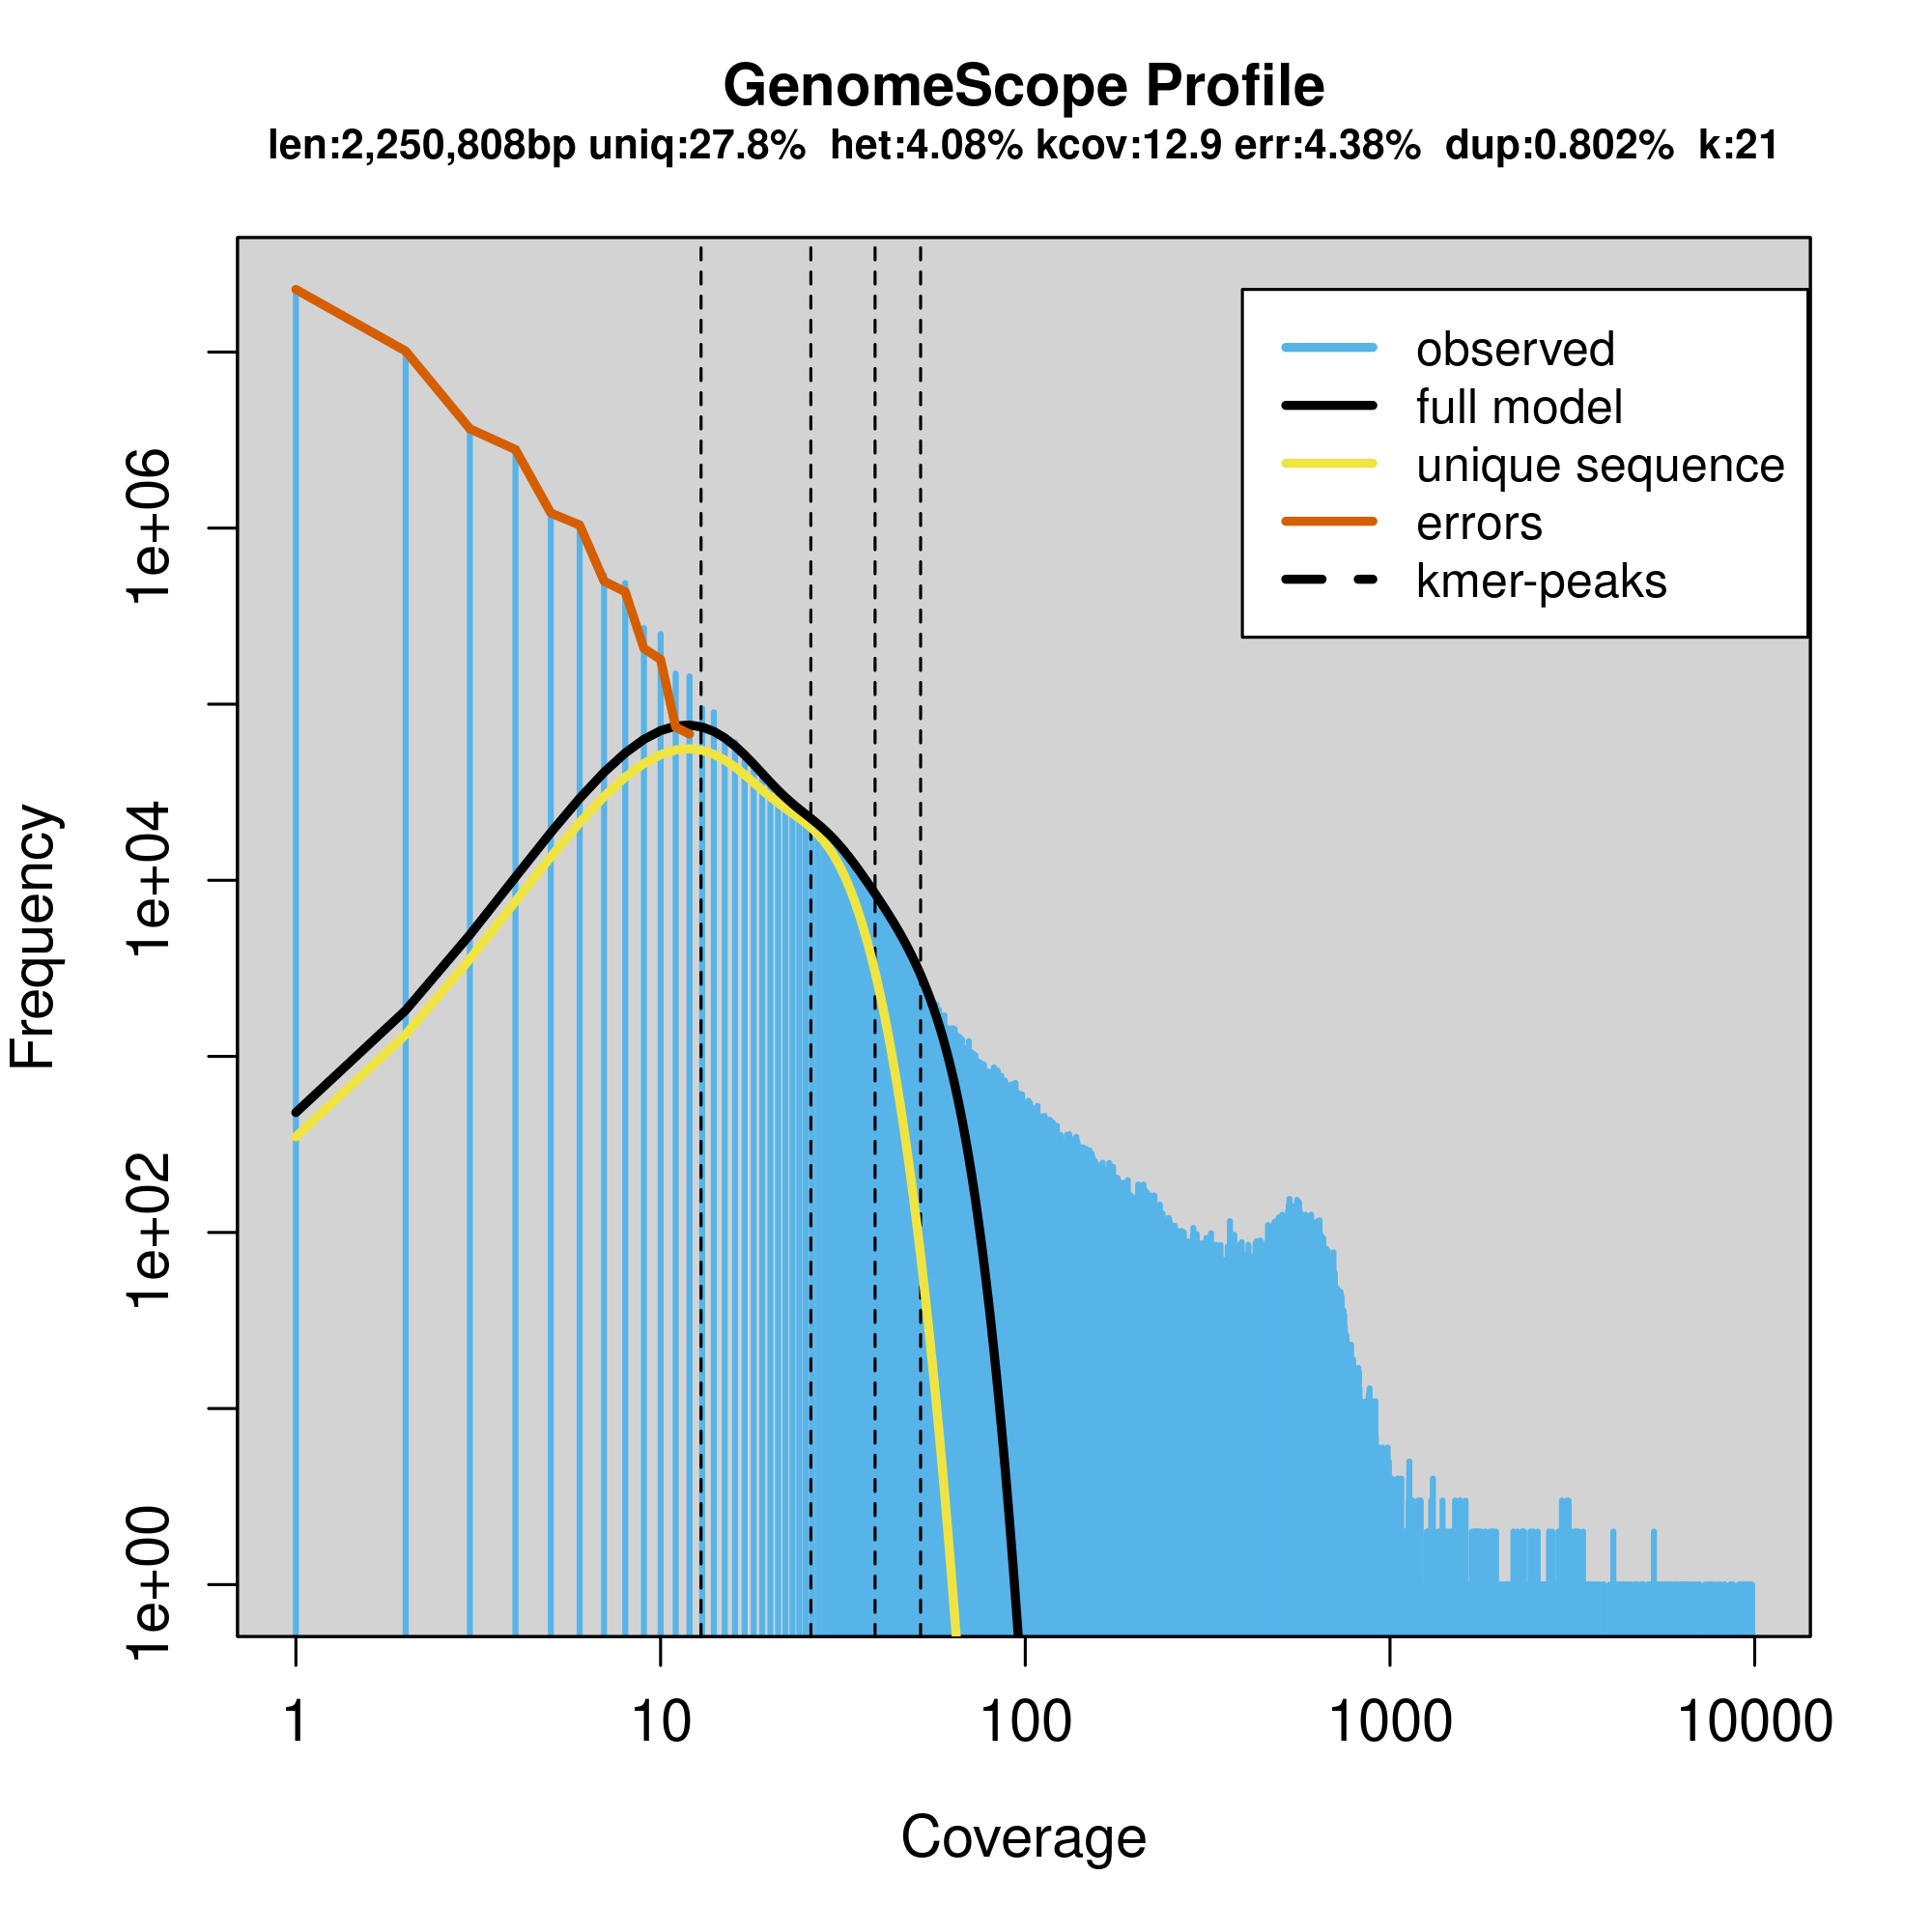 GenomeScope Profile
len:2,250,808bp uniq:27.8% het:4.08% kcov:12.9 err:4.38% dup:0.802% k:21
observed
full model
unique sequence
errors
kmer-peaks
Frequency
1e+06
1e+04
1e+02
1e+00
1 10 100 1000 10000
Coverage